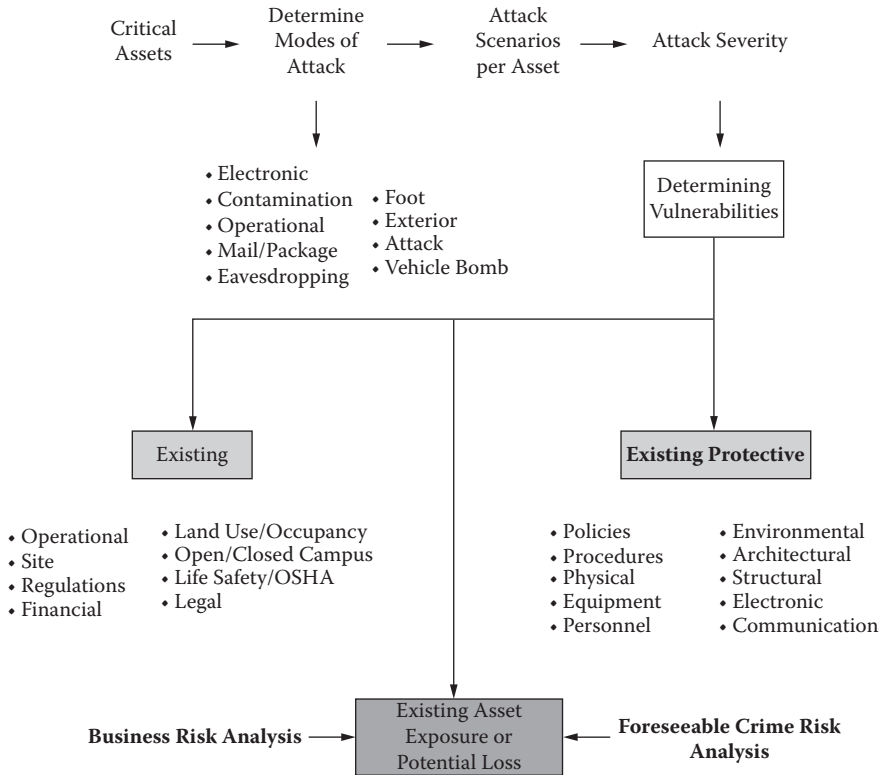 Critical
Assets
Determine
Modes of
Attack
Attack
Scenarios
per Asset
Attack Severity
• Electronic
• Contamination
• Operational
• Mail/Package
• Eavesdropping
• Foot
• Exterior
• Attack
• Vehicle Bomb
Determining
Vulnerabilities
Existing
Existing Protective
• Operational
• Site
• Regulations
• Financial
• Land Use/Occupancy
• Open/Closed Campus
• Life Safety/OSHA
• Legal
• Policies
• Procedures
• Physical
• Equipment
• Personnel
• Environmental
• Architectural
• Structural
• Electronic
• Communication
Business Risk Analysis
Existing Asset
Exposure or
Potential Loss
Foreseeable Crime Risk
Analysis